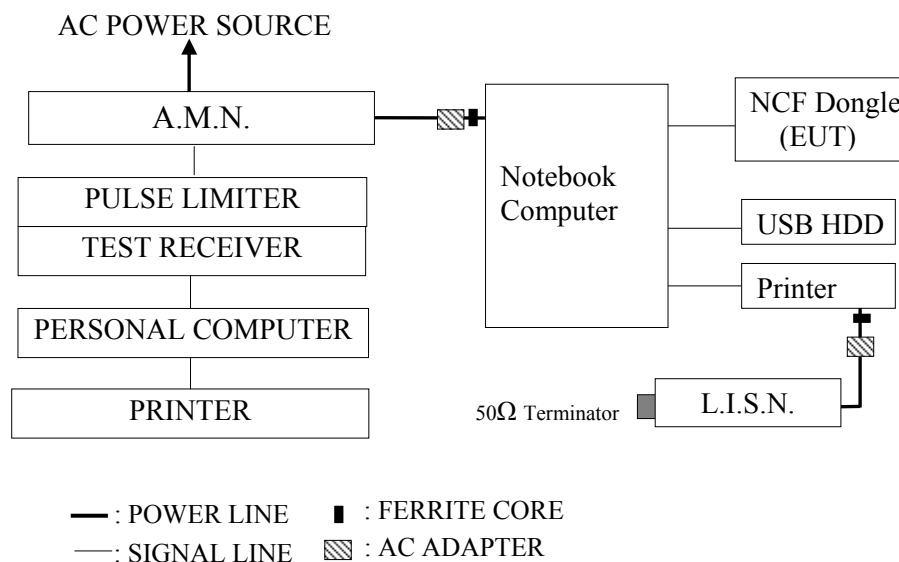 AC POWER SOURCE
A.M.N.
PULSE LIMITER
TEST RECEIVER
PERSONAL COMPUTER
PRINTER
Notebook
Computer
NCF Dongle
(EUT)
USB HDD
Printer
50Ω Terminator
L.I.S.N.
: POWER LINE
: FERRITE CORE
: SIGNAL LINE
: AC ADAPTER